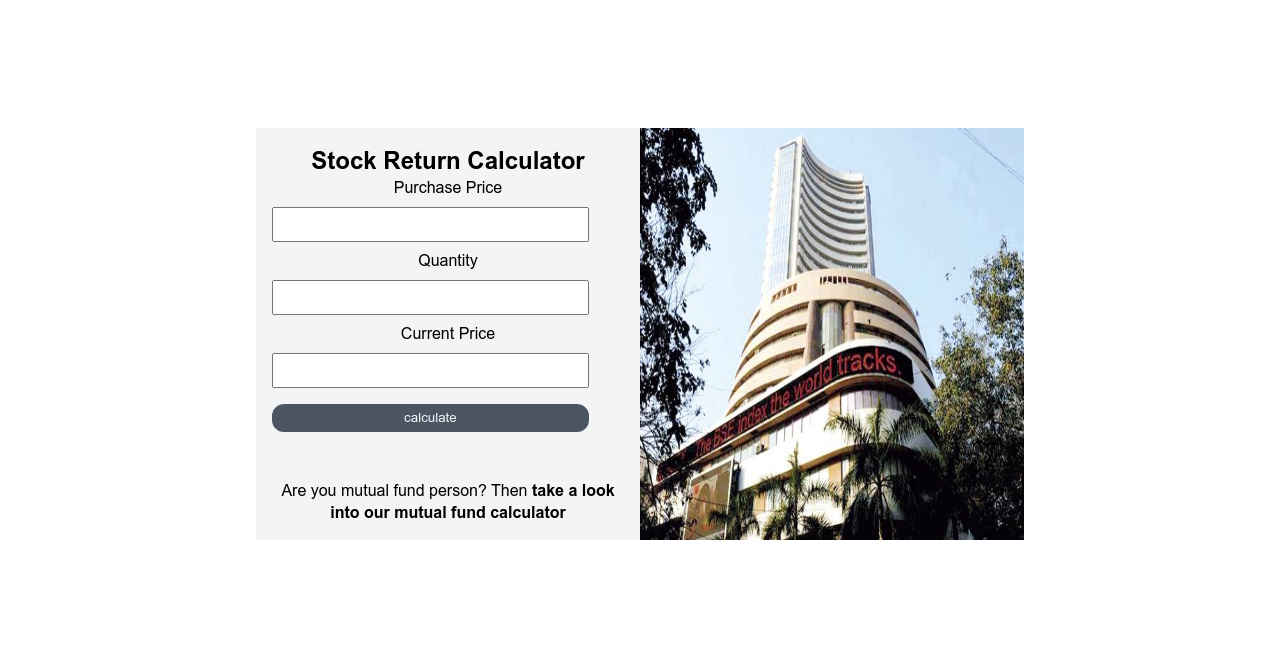 Stock Return Calculator
Purchase Price
Quantity
Current Price
calculate
Are you mutual fund person? Then take a look
into our mutual fund calculator
The BSE index the world tracks.